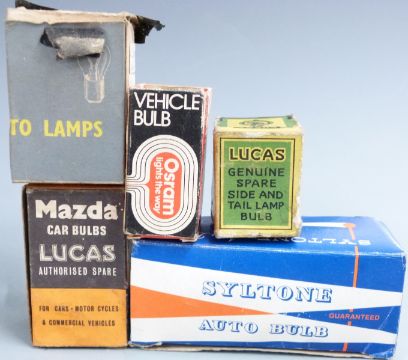 TO LAMPS
VEHICLE
BULB
Osram
lights the way
LUCAS
GENUINE
SPARE
SIDE AND
TAIL LAMP
BULB
Mazda
CAR BULBS
LUCAS
AUTHORISED SPARE
FOR CARS · MOTOR CYCLES
& COMMERCIAL VEHICLES
SYLTONE
SYLTONE
GUARANTEED
AUTO BULB